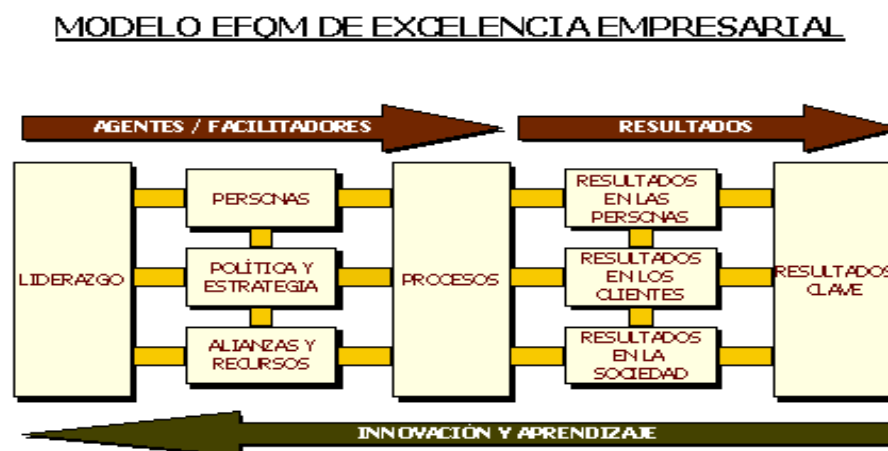 MODELO EFQM DE EXCELENCIA EMPRESARIAL
AGENTES / FACILITADORES
RESULTADOS
LIDERAZGO
PERSONAS
POLÍTICA Y
ESTRATEGIA
ALIANZAS Y
RECURSOS
PROCESOS
RESULTADOS
EN LAS
PERSONAS
RESULTADOS
EN LOS
CLIENTES
RESULTADOS
EN LA
SOCIEDAD
RESULTADOS
CLAVE
INNOVACIÓN Y APRENDIZAJE